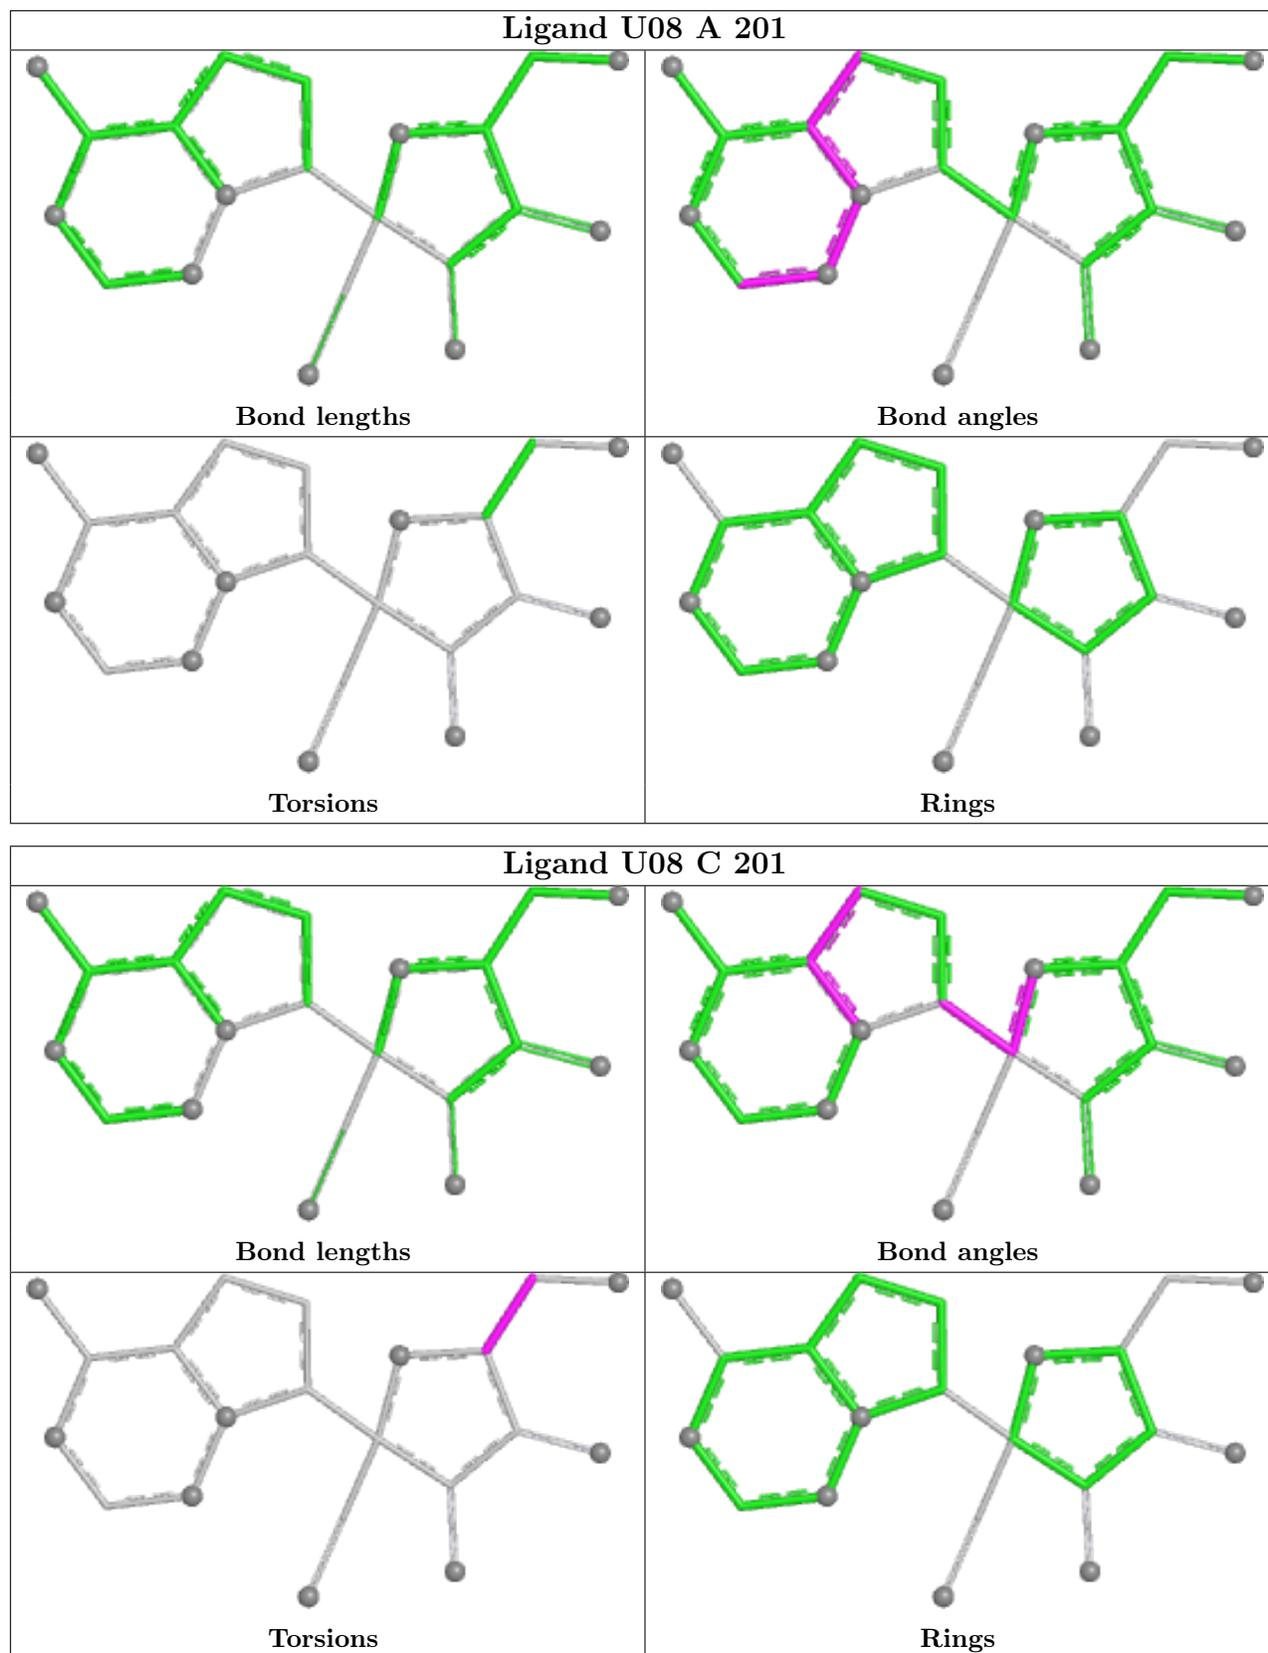 Ligand U08 A 201
Bond lengths
Bond angles
Torsions
Rings
Ligand U08 C 201
Bond lengths
Bond angles
Torsions
Rings